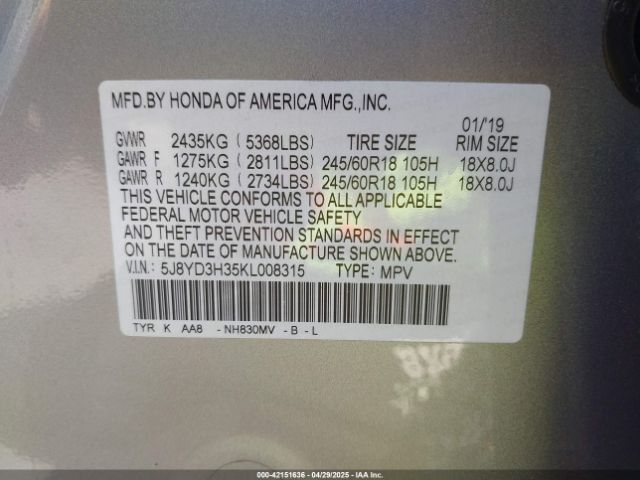 MFD.BY HONDA OF AMERICA MFG.,INC.
01/'19
GVWR 2435KG ( 5368LBS) TIRE SIZE RIM SIZE
GAWR F 1275KG ( 2811LBS) 245/60R18 105H 18X8.0J
GAWR R 1240KG ( 2734LBS) 245/60R18 105H 18X8.0J
THIS VEHICLE CONFORMS TO ALL APPLICABLE
FEDERAL MOTOR VEHICLE SAFETY
AND THEFT PREVENTION STANDARDS IN EFFECT
ON THE DATE OF MANUFACTURE SHOWN ABOVE.
V.I.N.: 5J8YD3H35KL008315 TYPE: MPV
TYR K AA8 -NH830MV -B -L
000-42151636 - 04/29/2025 - IAA Inc.